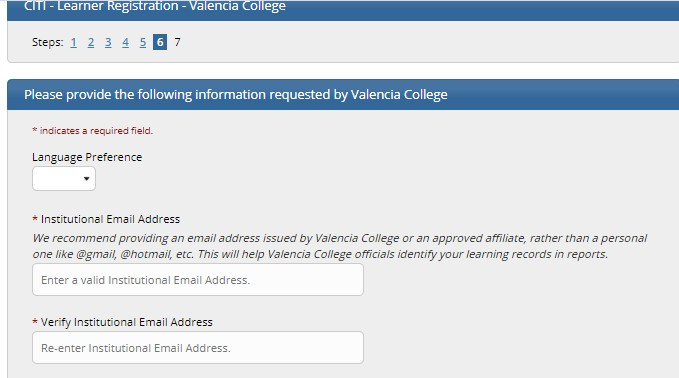 CITI - Learner Registration - Valencia College
Steps: 1 2 3 4 5 6 7
Please provide the following information requested by Valencia College
* indicates a required field.
Language Preference
* Institutional Email Address
We recommend providing an email address issued by Valencia College or an approved affiliate, rather than a personal
one like @gmail, @hotmail, etc. This will help Valencia College officials identify your learning records in reports.
Enter a valid Institutional Email Address.
* Verify Institutional Email Address
Re-enter Institutional Email Address.